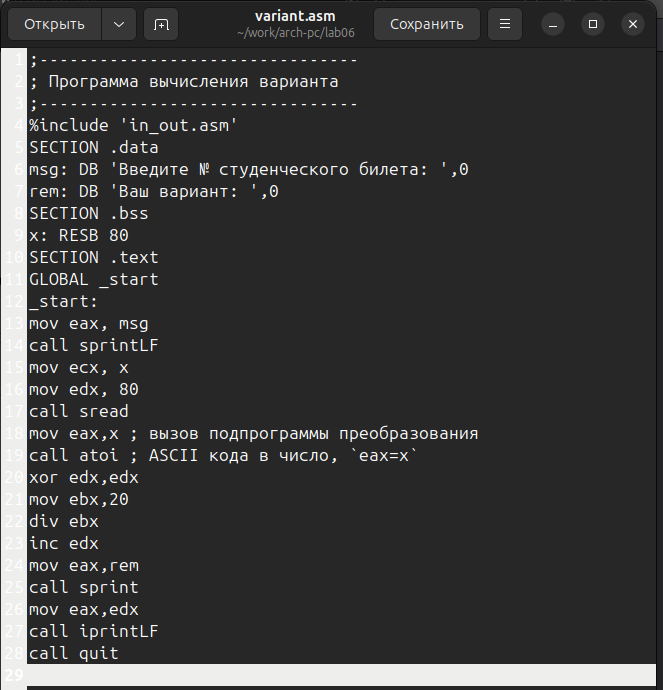 Открыть
variant.asm
~/work/arch-pc/lab06
Сохранить
1 ;--------------------------------
2 ; Программа вычисления варианта
3 ;--------------------------------
4 %include 'in_out.asm'
5 SECTION .data
6 msg: DB 'Введите № студенческого билета: ',0
7 rem: DB 'Ваш вариант: ',0
8 SECTION .bss
9 x: RESB 80
10 SECTION .text
11 GLOBAL _start
12 _start:
13 mov eax, msg
14 call sprintLF
15 mov ecx, x
16 mov edx, 80
17 call sread
18 mov eax,x ; вызов подпрограммы преобразования
19 call atoi ; ASCII кода в число, `eax=x`
20 xor edx,edx
21 mov ebx,20
22 div ebx
23 inc edx
24 mov eax,rem
25 call sprint
26 mov eax,edx
27 call iprintLF
28 call quit
29